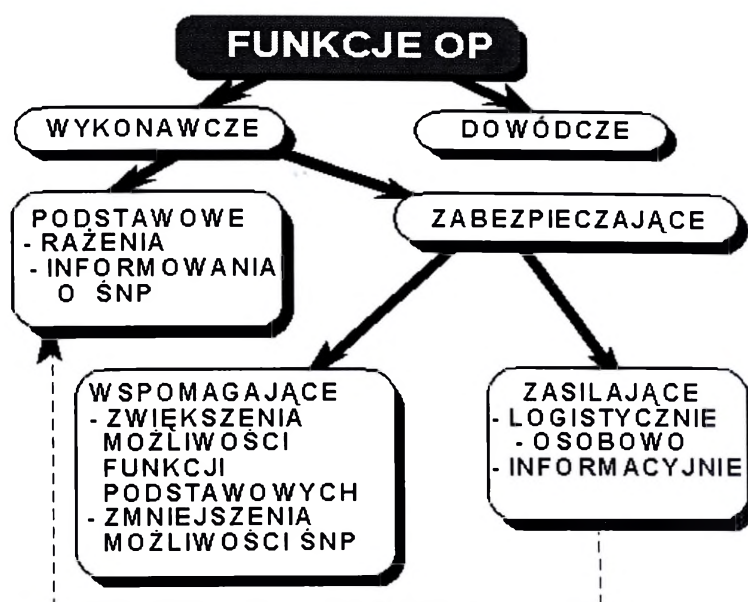 FUNKCJE OP
WYKONAWCZE
DOWÓDCZE
PODSTAWOWE
- RAŻENIA
- INFORMOWANIA
O ŚNP
ZABEZPIECZAJĄCE
WSPOMAGAJĄCE
- ZWIĘKSZENIA
MOŻLIWOŚCI
FUNKCJI
PODSTAWOWYCH
- ZMNIEJSZENIA
MOŻLIWOŚCI ŚNP
ZASILAJĄCE
- LOGISTYCZNIE
- OSOBOWO
- INFORMACYJNIE